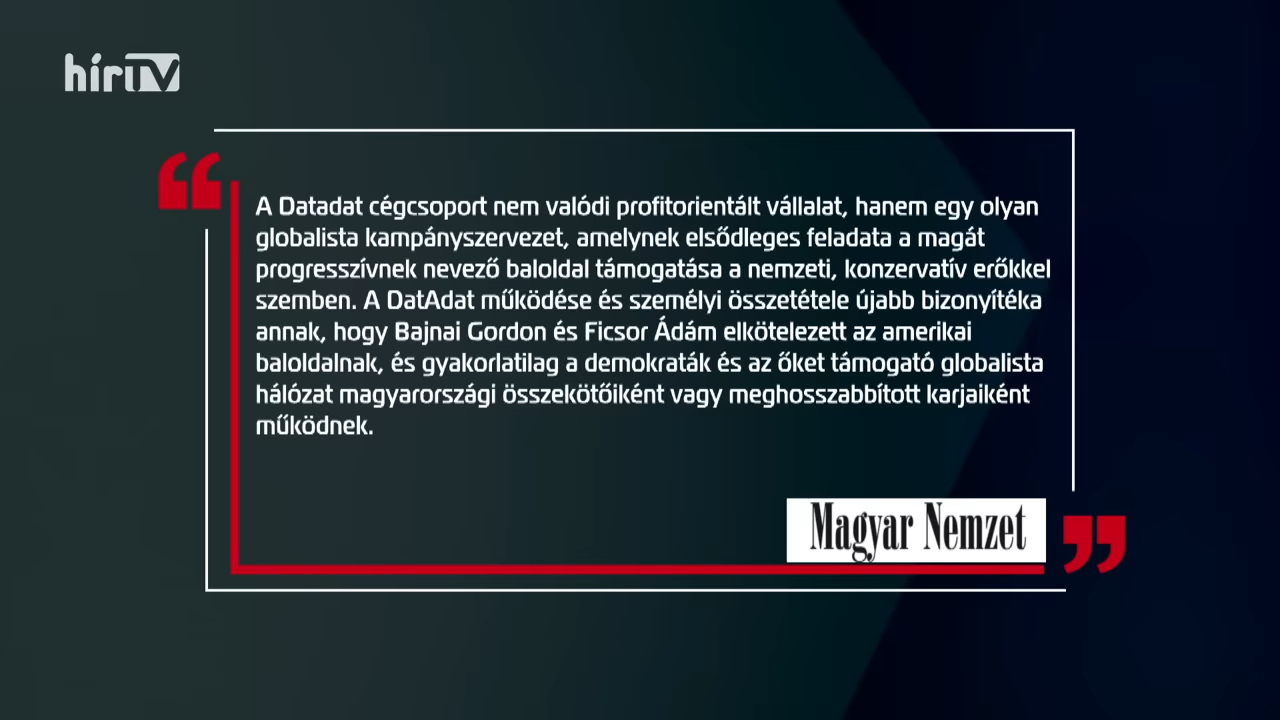 hírTV
A Datadat cégcsoport nem valódi profitorientált vállalat, hanem egy olyan
globalista kampányszervezet, amelynek elsődleges feladata a magát
progresszívnek nevező baloldal támogatása a nemzeti, konzervatív erőkkel
szemben. A DatAdat működése és személyi összetétele újabb bizonyítéka
annak, hogy Bajnai Gordon és Ficsor Ádám elkötelezett az amerikai
baloldalnak, és gyakorlatilag a demokraták és az őket támogató globalista
hálózat magyarországi összekötőiként vagy meghosszabbított karjaiként
működnek.
Magyar Nemzet